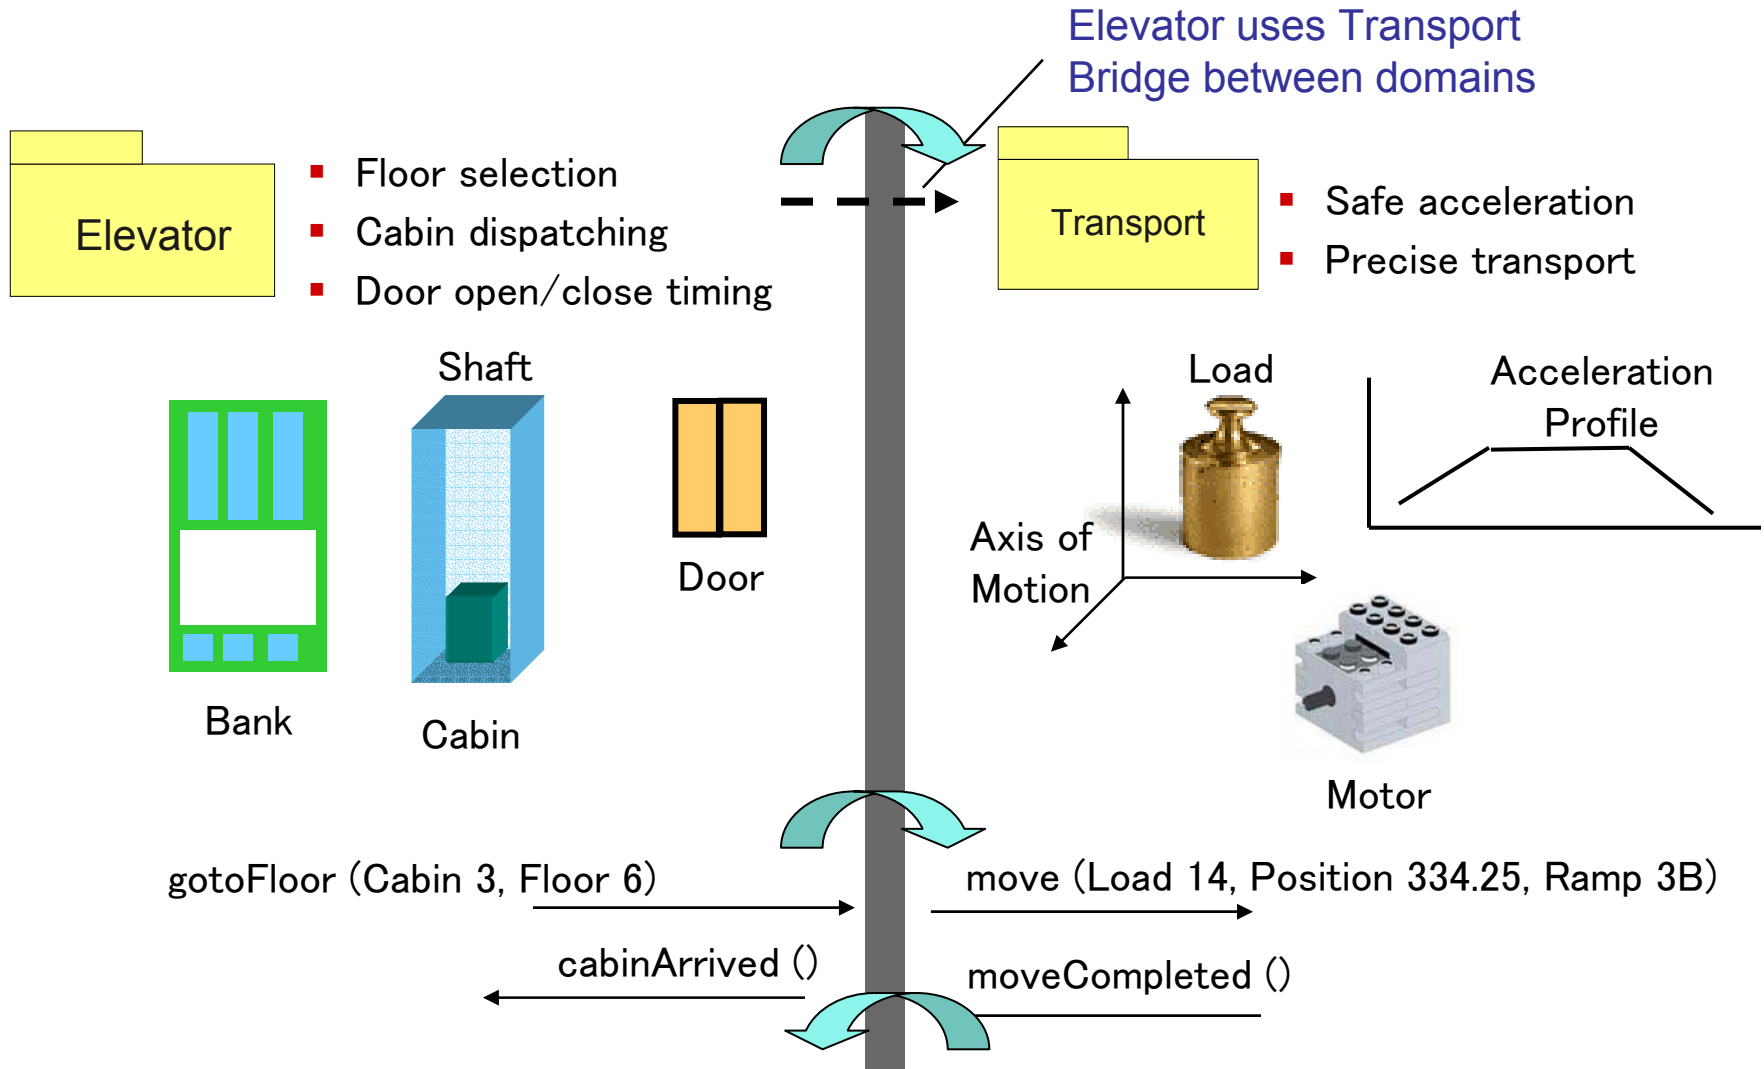 Elevator uses Transport
Bridge between domains
Elevator
▪ Floor selection
▪ Cabin dispatching
▪ Door open/close timing
Transport
▪ Safe acceleration
▪ Precise transport
Shaft
Bank
Cabin
Door
Load
Acceleration
Profile
Axis of
Motion
Motor
gotoFloor (Cabin 3, Floor 6)
move (Load 14, Position 334.25, Ramp 3B)
cabinArrived ()
moveCompleted ()